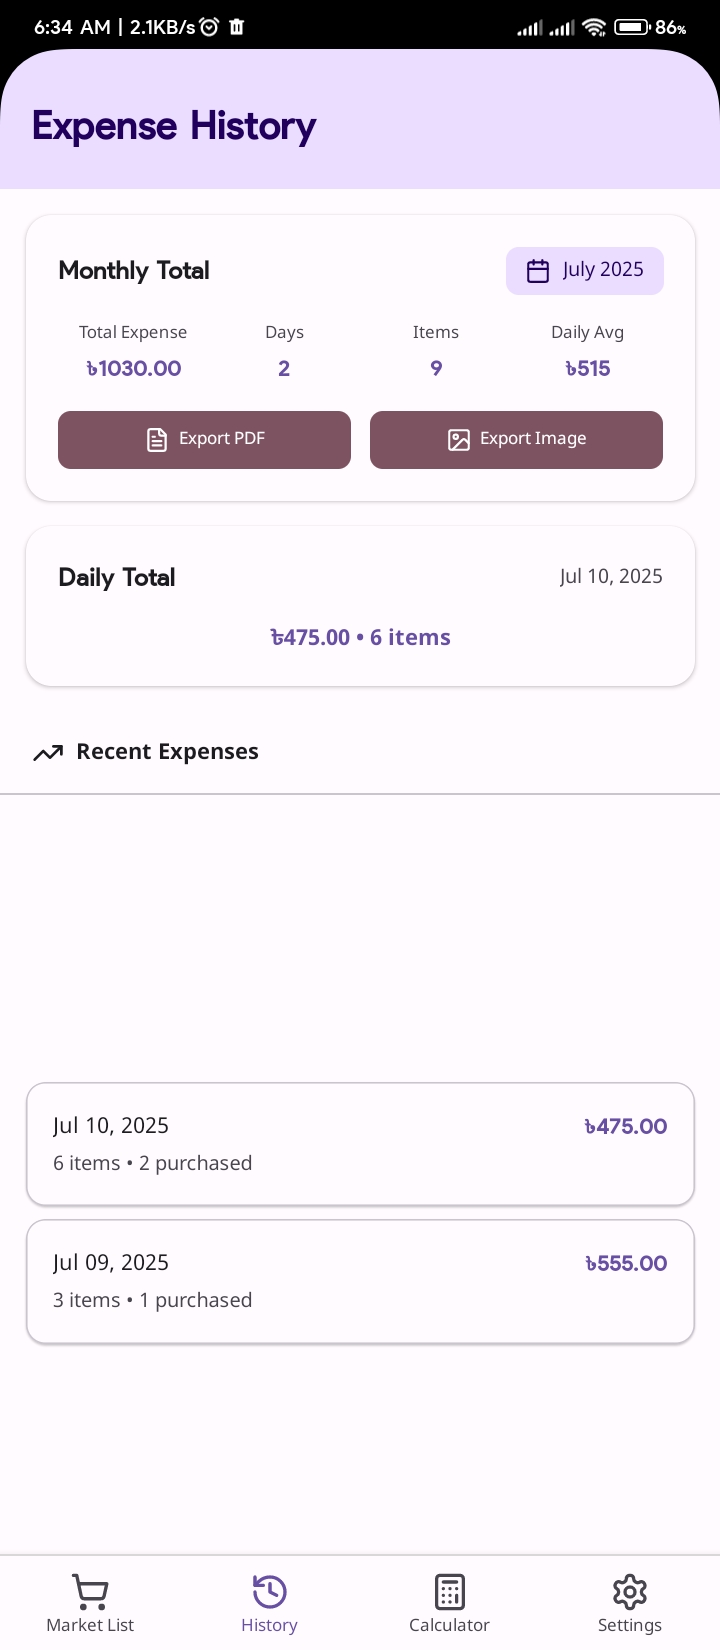 6:34 AM | 2.1KB/s 86%
Expense History
Monthly Total July 2025
Total Expense Days Items Daily Avg
৳1030.00 2 9 ৳515
Export PDF Export Image
Daily Total Jul 10, 2025
৳475.00 • 6 items
Recent Expenses
Jul 10, 2025 ৳475.00
6 items • 2 purchased
Jul 09, 2025 ৳555.00
3 items • 1 purchased
Market List History Calculator Settings